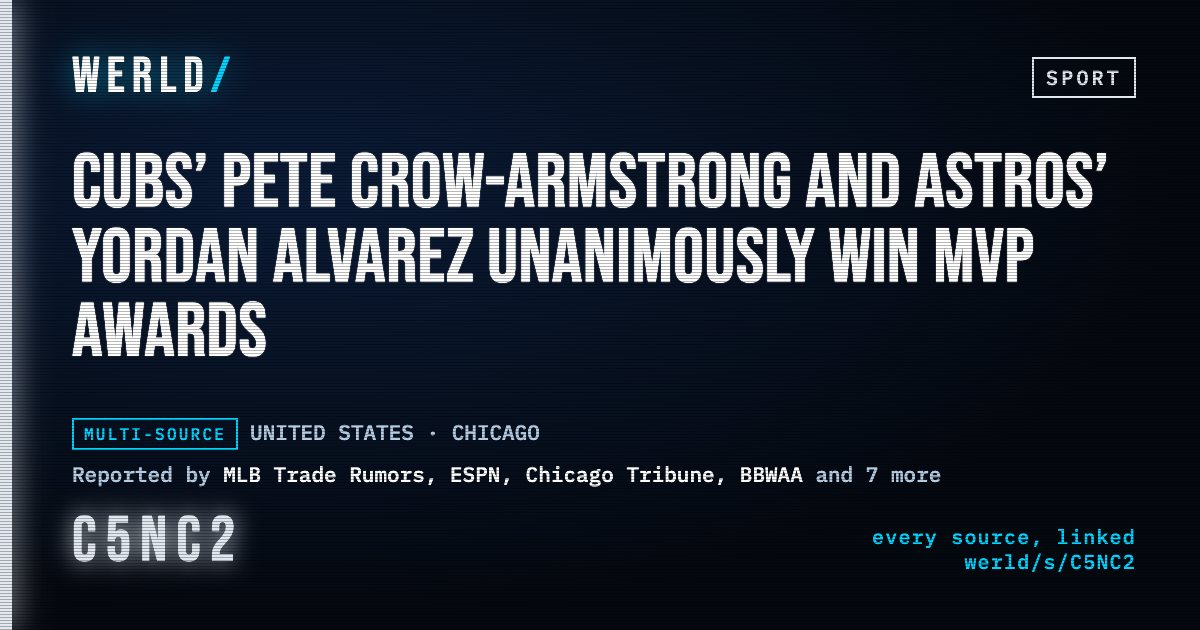 WERLD/
SPORT
CUBS’ PETE CROW-ARMSTRONG AND ASTROS’
YORDAN ALVAREZ UNANIMOUSLY WIN MVP
AWARDS
MULTI-SOURCE UNITED STATES · CHICAGO
Reported by MLB Trade Rumors, ESPN, Chicago Tribune, BBWAA and 7 more
C5NC2
every source, linked
werld/s/C5NC2